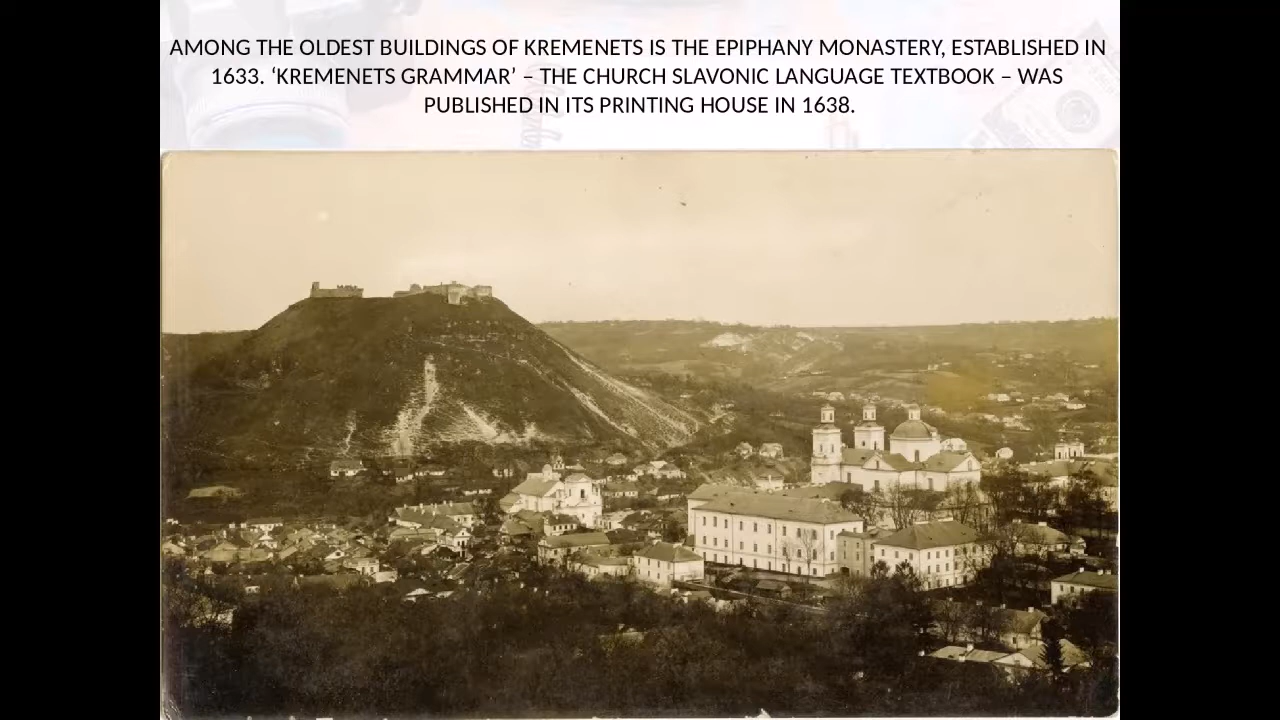 AMONG THE OLDEST BUILDINGS OF KREMENETS IS THE EPIPHANY MONASTERY, ESTABLISHED IN
1633. ‘KREMENETS GRAMMAR’ – THE CHURCH SLAVONIC LANGUAGE TEXTBOOK – WAS
PUBLISHED IN ITS PRINTING HOUSE IN 1638.